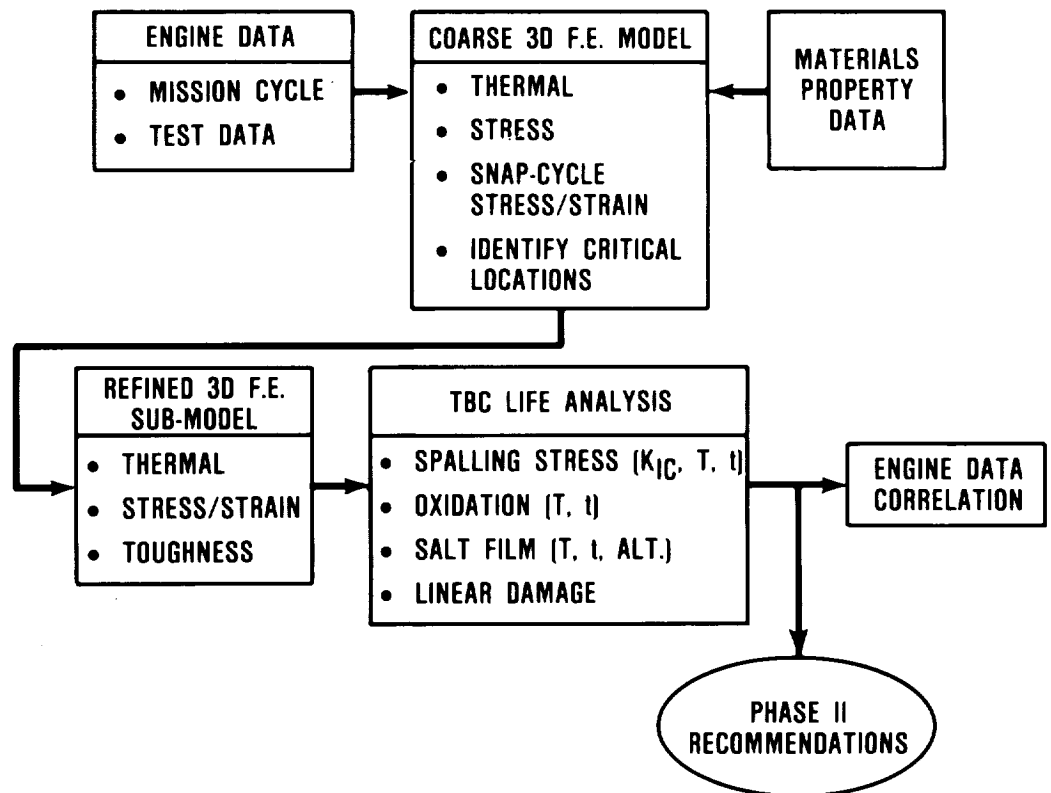 ENGINE DATA
• MISSION CYCLE
• TEST DATA
COARSE 3D F.E. MODEL
• THERMAL
• STRESS
• SNAP-CYCLE
STRESS/STRAIN
• IDENTIFY CRITICAL
LOCATIONS
MATERIALS
PROPERTY
DATA
REFINED 3D F.E.
SUB-MODEL
• THERMAL
• STRESS/STRAIN
• TOUGHNESS
TBC LIFE ANALYSIS
• SPALLING STRESS (K_IC, T, t)
• OXIDATION (T, t)
• SALT FILM (T, t, ALT.)
• LINEAR DAMAGE
ENGINE DATA
CORRELATION
PHASE II
RECOMMENDATIONS